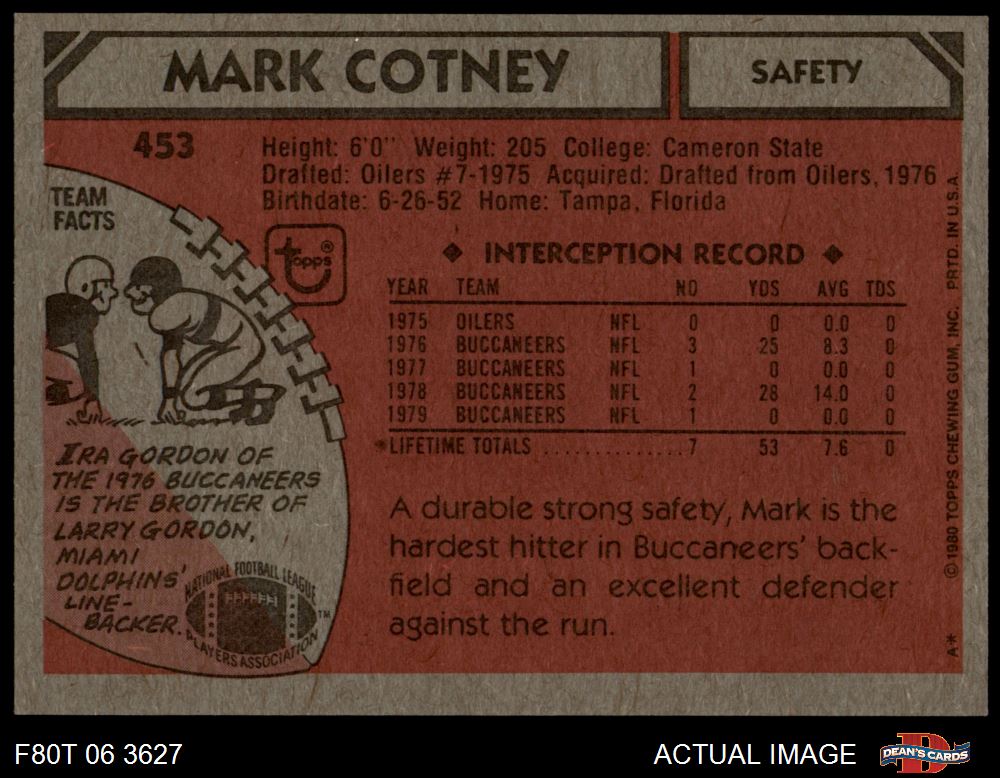 MARK COTNEY
SAFETY
453
Height: 6'0" Weight: 205 College: Cameron State
Drafted: Oilers #7-1975 Acquired: Drafted from Oilers, 1976
Birthdate: 6-26-52 Home: Tampa, Florida
TEAM
FACTS
topps®
◆ INTERCEPTION RECORD ◆
YEAR TEAM NO YDS AVG TDS
1975 OILERS NFL 0 0 0.0 0
1976 BUCCANEERS NFL 3 25 8.3 0
1977 BUCCANEERS NFL 1 0 0.0 0
1978 BUCCANEERS NFL 2 28 14.0 0
1979 BUCCANEERS NFL 1 0 0.0 0
LIFETIME TOTALS ............. 7 53 7.6 0
IRA GORDON OF
THE 1976 BUCCANEERS
IS THE BROTHER OF
LARRY GORDON,
MIAMI
DOLPHINS'
LINE-
BACKER.
NATIONAL FOOTBALL LEAGUE
PLAYERS ASSOCIATION
™
A durable strong safety, Mark is the
hardest hitter in Buccaneers' back-
field and an excellent defender
against the run.
A* ©1980 TOPPS CHEWING GUM, INC. PRTD. IN U.S.A.
F80T 06 3627
ACTUAL IMAGE
D
DEAN'S CARDS